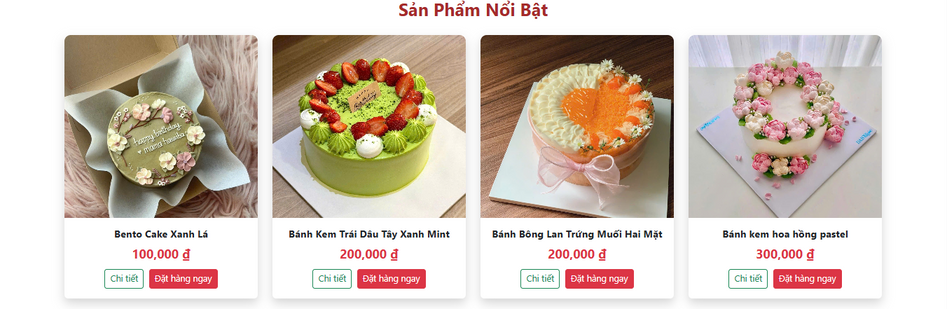 Sản Phẩm Nổi Bật
happy birthday
Bento Cake Xanh Lá
100,000 ₫
Chi tiết Đặt hàng ngay
Bánh Kem Trái Dâu Tây Xanh Mint
200,000 ₫
Chi tiết Đặt hàng ngay
Bánh Bông Lan Trứng Muối Hai Mặt
200,000 ₫
Chi tiết Đặt hàng ngay
Bánh kem hoa hồng pastel
300,000 ₫
Chi tiết Đặt hàng ngay